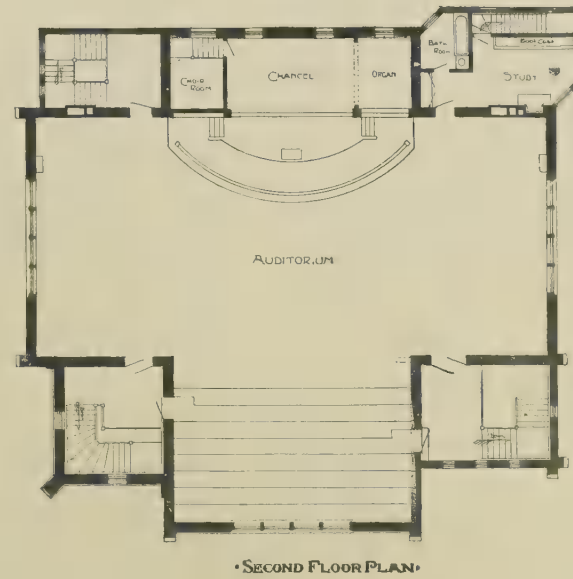 BATH-
ROOM
BOOK CASE
CHOIR
ROOM
CHANCEL
ORGAN
STUDY
AUDITORIUM
·SECOND FLOOR PLAN·